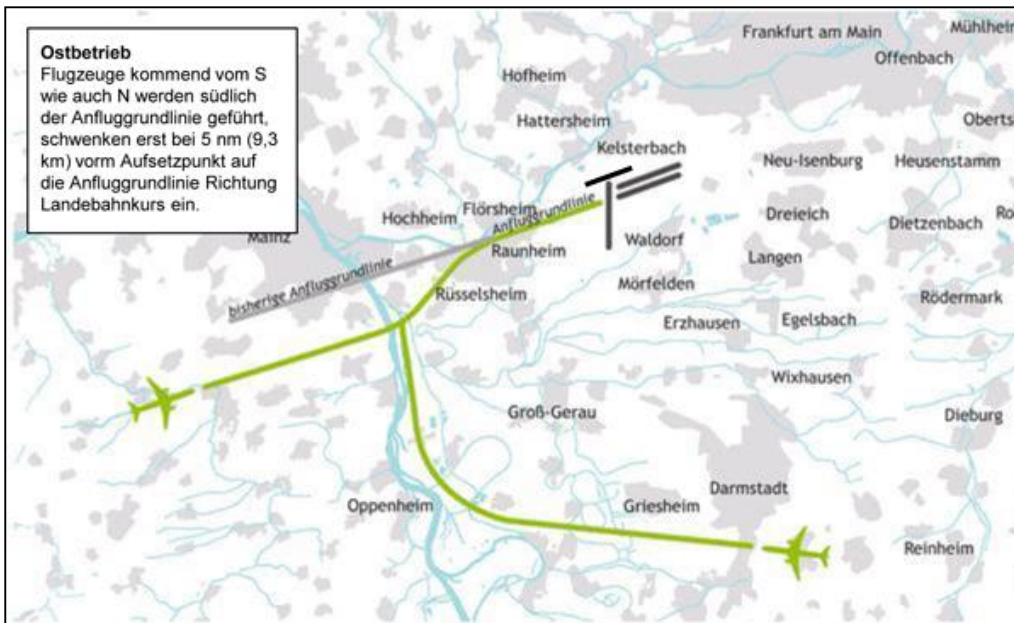 Ostbetrieb
Flugzeuge kommend vom S
wie auch N werden südlich
der Anfluggrundlinie geführt,
schwenken erst bei 5 nm (9,3
km) vorm Aufsetzpunkt auf
die Anfluggrundlinie Richtung
Landebahnkurs ein.
Frankfurt am Main
Mühlheim
Offenbach
Hofheim
Hattersheim
Oberts
Kelsterbach
Neu-Isenburg
Heusenstamm
Anfluggrundlinie
Flörsheim
Hochheim
Dreieich
Dietzenbach
Ro
Mainz
Waldorf
Raunheim
Langen
bisherige Anfluggrundlinie
Mörfelden
Rüsselsheim
Rödermark
Erzhausen
Egelsbach
Wixhausen
Groß-Gerau
Dieburg
Darmstadt
Oppenheim
Griesheim
Reinheim